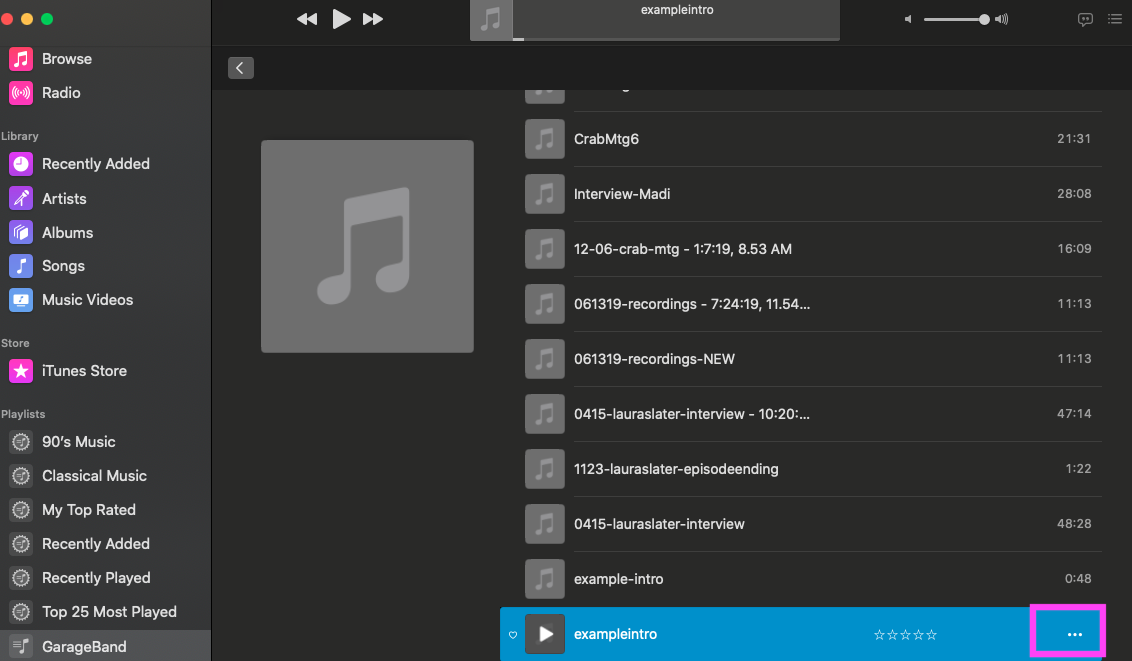 exampleintro
Browse
Radio
Library
Recently Added
Artists
Albums
Songs
Music Videos
Store
iTunes Store
Playlists
90's Music
Classical Music
My Top Rated
Recently Added
Recently Played
Top 25 Most Played
GarageBand
CrabMtg6 21:31
Interview-Madi 28:08
12-06-crab-mtg - 1:7:19, 8.53 AM 16:09
061319-recordings - 7:24:19, 11.54... 11:13
061319-recordings-NEW 11:13
0415-lauraslater-interview - 10:20:... 47:14
1123-lauraslater-episodeending 1:22
0415-lauraslater-interview 48:28
example-intro 0:48
exampleintro ☆☆☆☆☆ ...